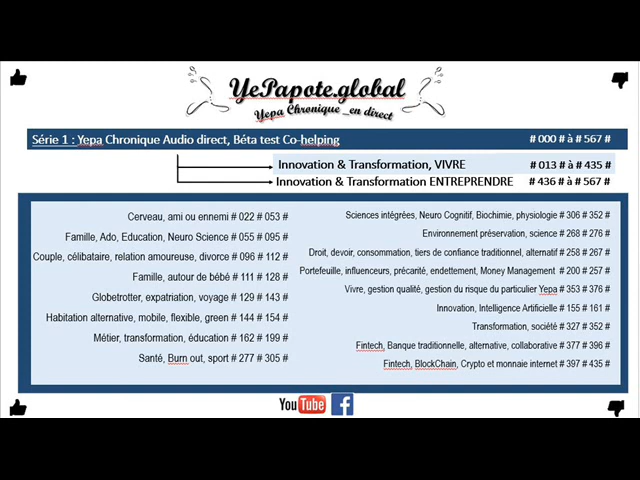 YePapote.global
Yepa Chronique _en direct
Série 1 : Yepa Chronique Audio direct, Béta test Co-helping # 000 # à # 567 #
Innovation & Transformation, VIVRE # 013 # à # 435 #
Innovation & Transformation ENTREPRENDRE # 436 # à # 567 #
Cerveau, ami ou ennemi # 022 # 053 #
Famille, Ado, Education, Neuro Science # 055 # 095 #
Couple, célibataire, relation amoureuse, divorce # 096 # 112 #
Famille, autour de bébé # 111 # 128 #
Globetrotter, expatriation, voyage # 129 # 143 #
Habitation alternative, mobile, flexible, green # 144 # 154 #
Métier, transformation, éducation # 162 # 199 #
Santé, Burn out, sport # 277 # 305 #
Sciences intégrées, Neuro Cognitif, Biochimie, physiologie # 306 # 352 #
Environnement préservation, science # 268 # 276 #
Droit, devoir, consommation, tiers de confiance traditionnel, alternatif # 258 # 267 #
Portefeuille, influenceurs, précarité, endettement, Money Management # 200 # 257 #
Vivre, gestion qualité, gestion du risque du particulier Yepa # 353 # 376 #
Innovation, Intelligence Artificielle # 155 # 161 #
Transformation, société # 327 # 352 #
Fintech, Banque traditionnelle, alternative, collaborative # 377 # 396 #
Fintech, BlockChain, Crypto et monnaie internet # 397 # 435 #
YouTube f